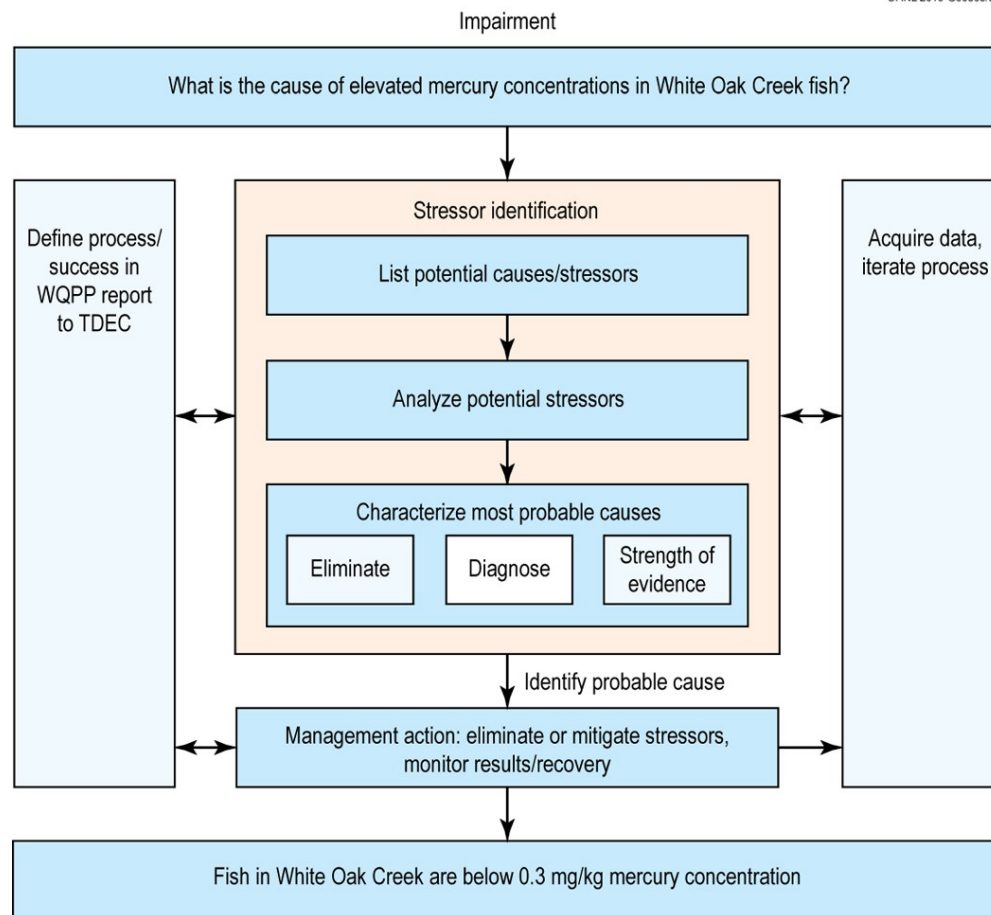 Impairment
What is the cause of elevated mercury concentrations in White Oak Creek fish?
Stressor identification
List potential causes/stressors
Analyze potential stressors
Characterize most probable causes
Eliminate
Diagnose
Strength of
evidence
Define process/
success in
WQPP report
to TDEC
Acquire data,
iterate process
Identify probable cause
Management action: eliminate or mitigate stressors,
monitor results/recovery
Fish in White Oak Creek are below 0.3 mg/kg mercury concentration